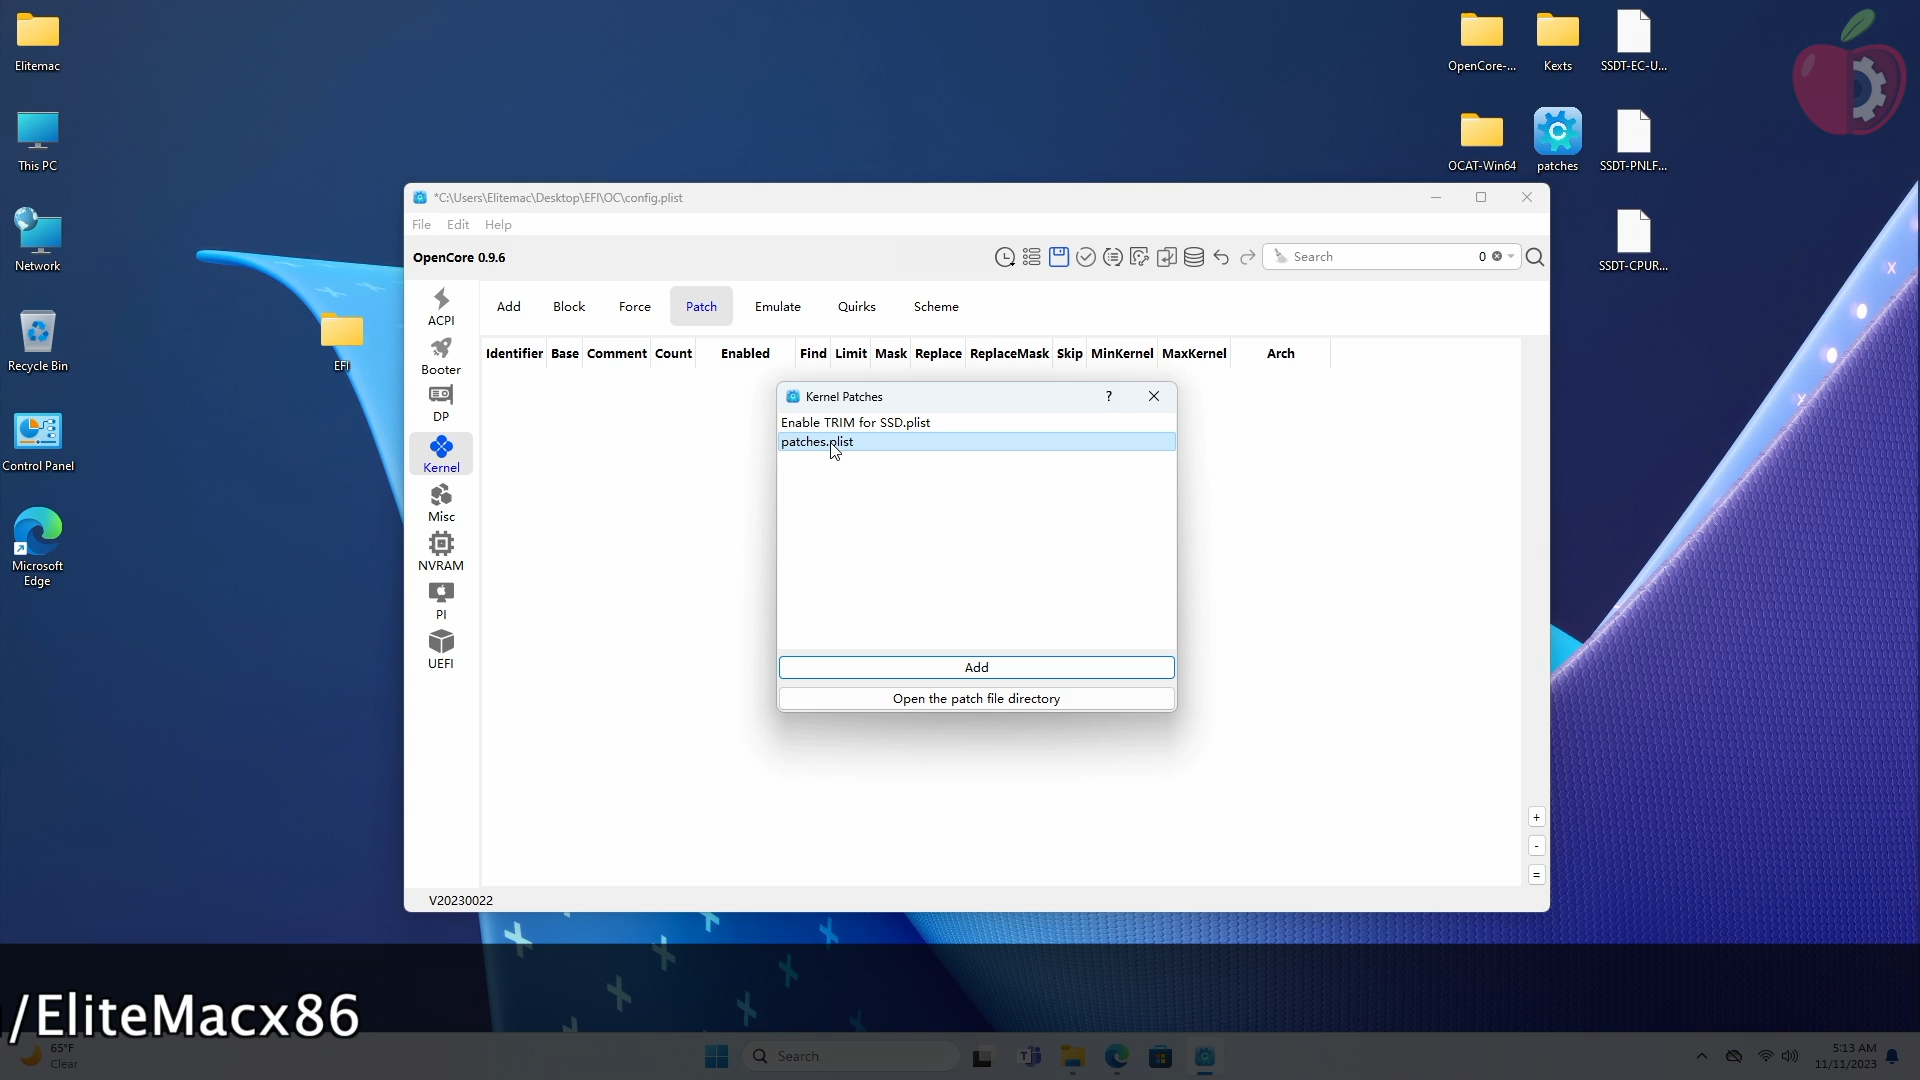 Elitemac
This PC
Network
Recycle Bin
Control Panel
Microsoft
Edge
EFI
OpenCore-...
Kexts
SSDT-EC-U...
OCAT-Win64
patches
SSDT-PNLF...
SSDT-CPUR...
*C:\Users\Elitemac\Desktop\EFI\OC\config.plist
File Edit Help
OpenCore 0.9.6
Search
0
ACPI
Booter
DP
Kernel
Misc
NVRAM
PI
UEFI
Add Block Force Patch Emulate Quirks Scheme
Identifier Base Comment Count Enabled Find Limit Mask Replace ReplaceMask Skip MinKernel MaxKernel Arch
Kernel Patches
?
Enable TRIM for SSD.plist
patches.plist
Add
Open the patch file directory
+
-
=
V20230022
/EliteMacx86
65°F
Clear
Search
5:13 AM
11/11/2023